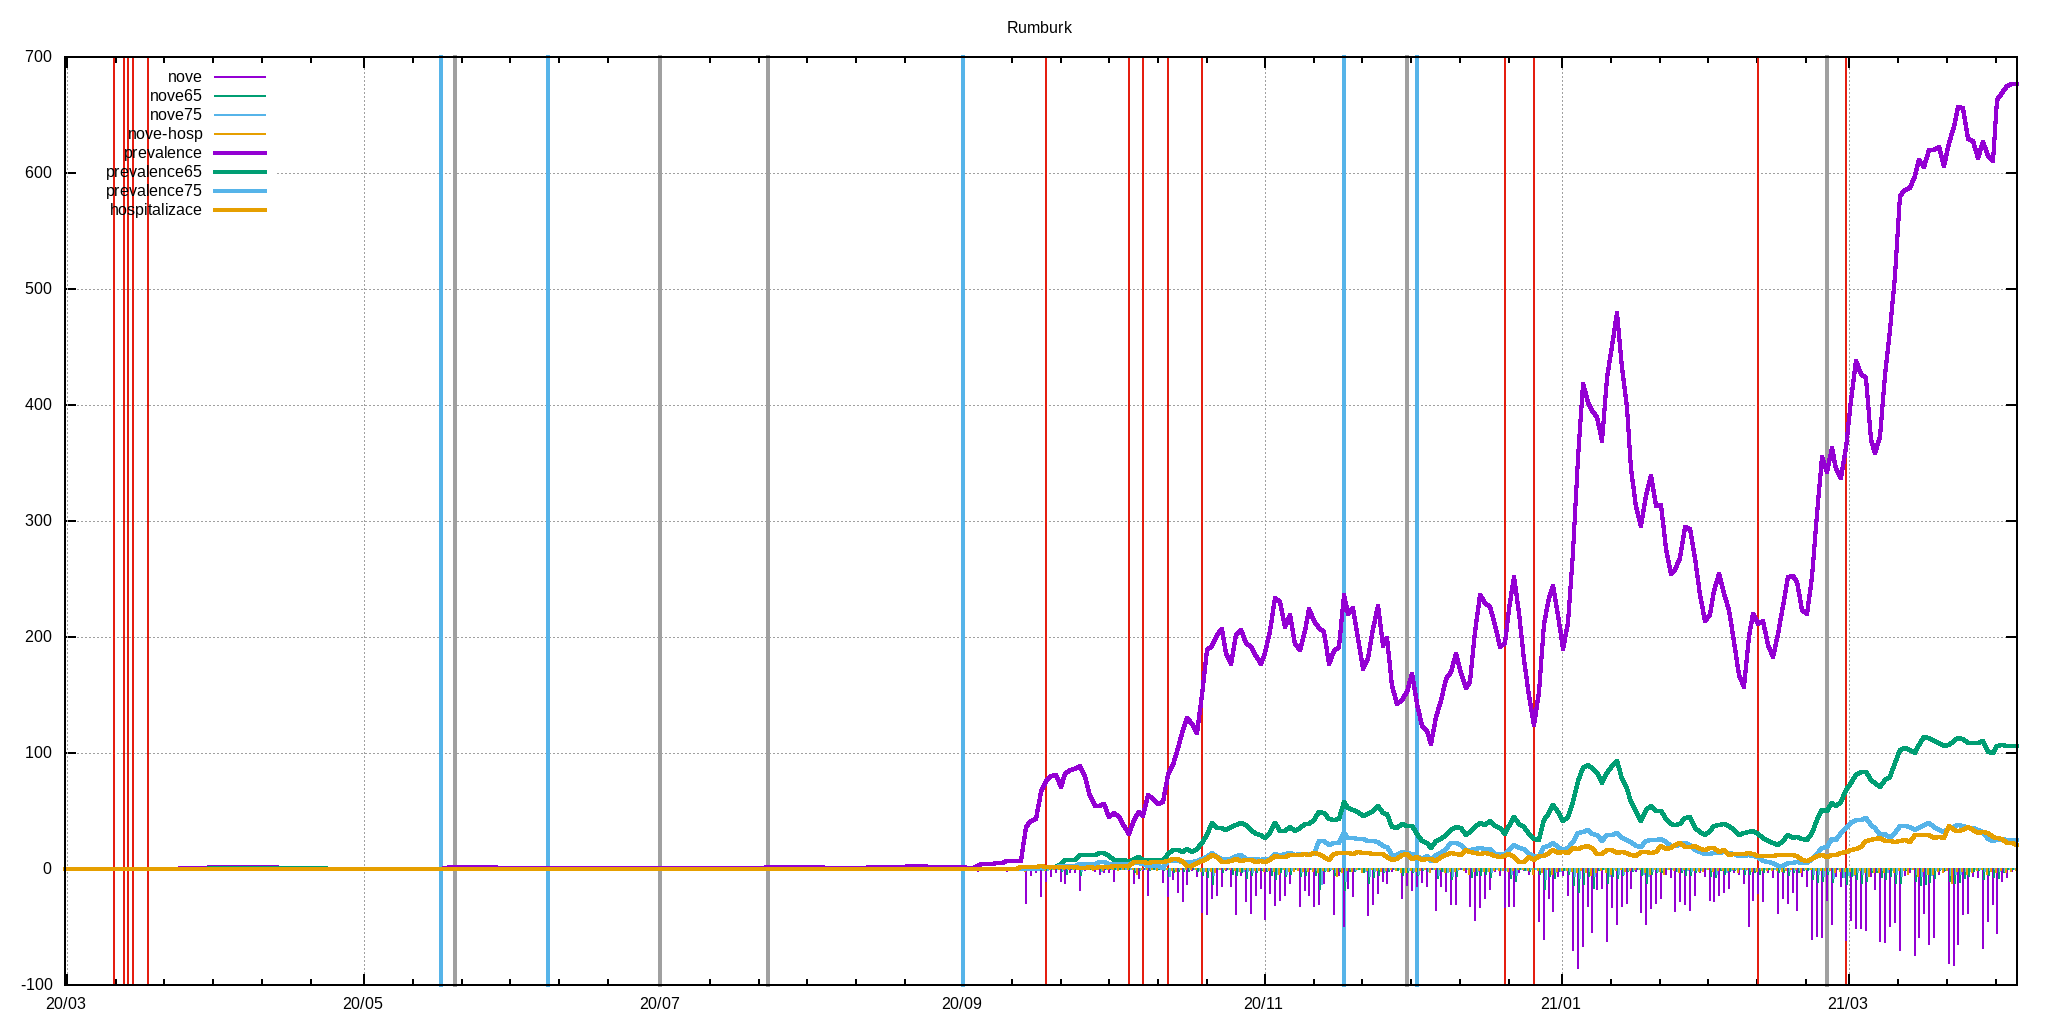 Rumburk
700
600
500
400
300
200
100
0
-100
nove
nove65
nove75
nove-hosp
prevalence
prevalence65
prevalence75
hospitalizace
20/03 20/05 20/07 20/09 20/11 21/01 21/03